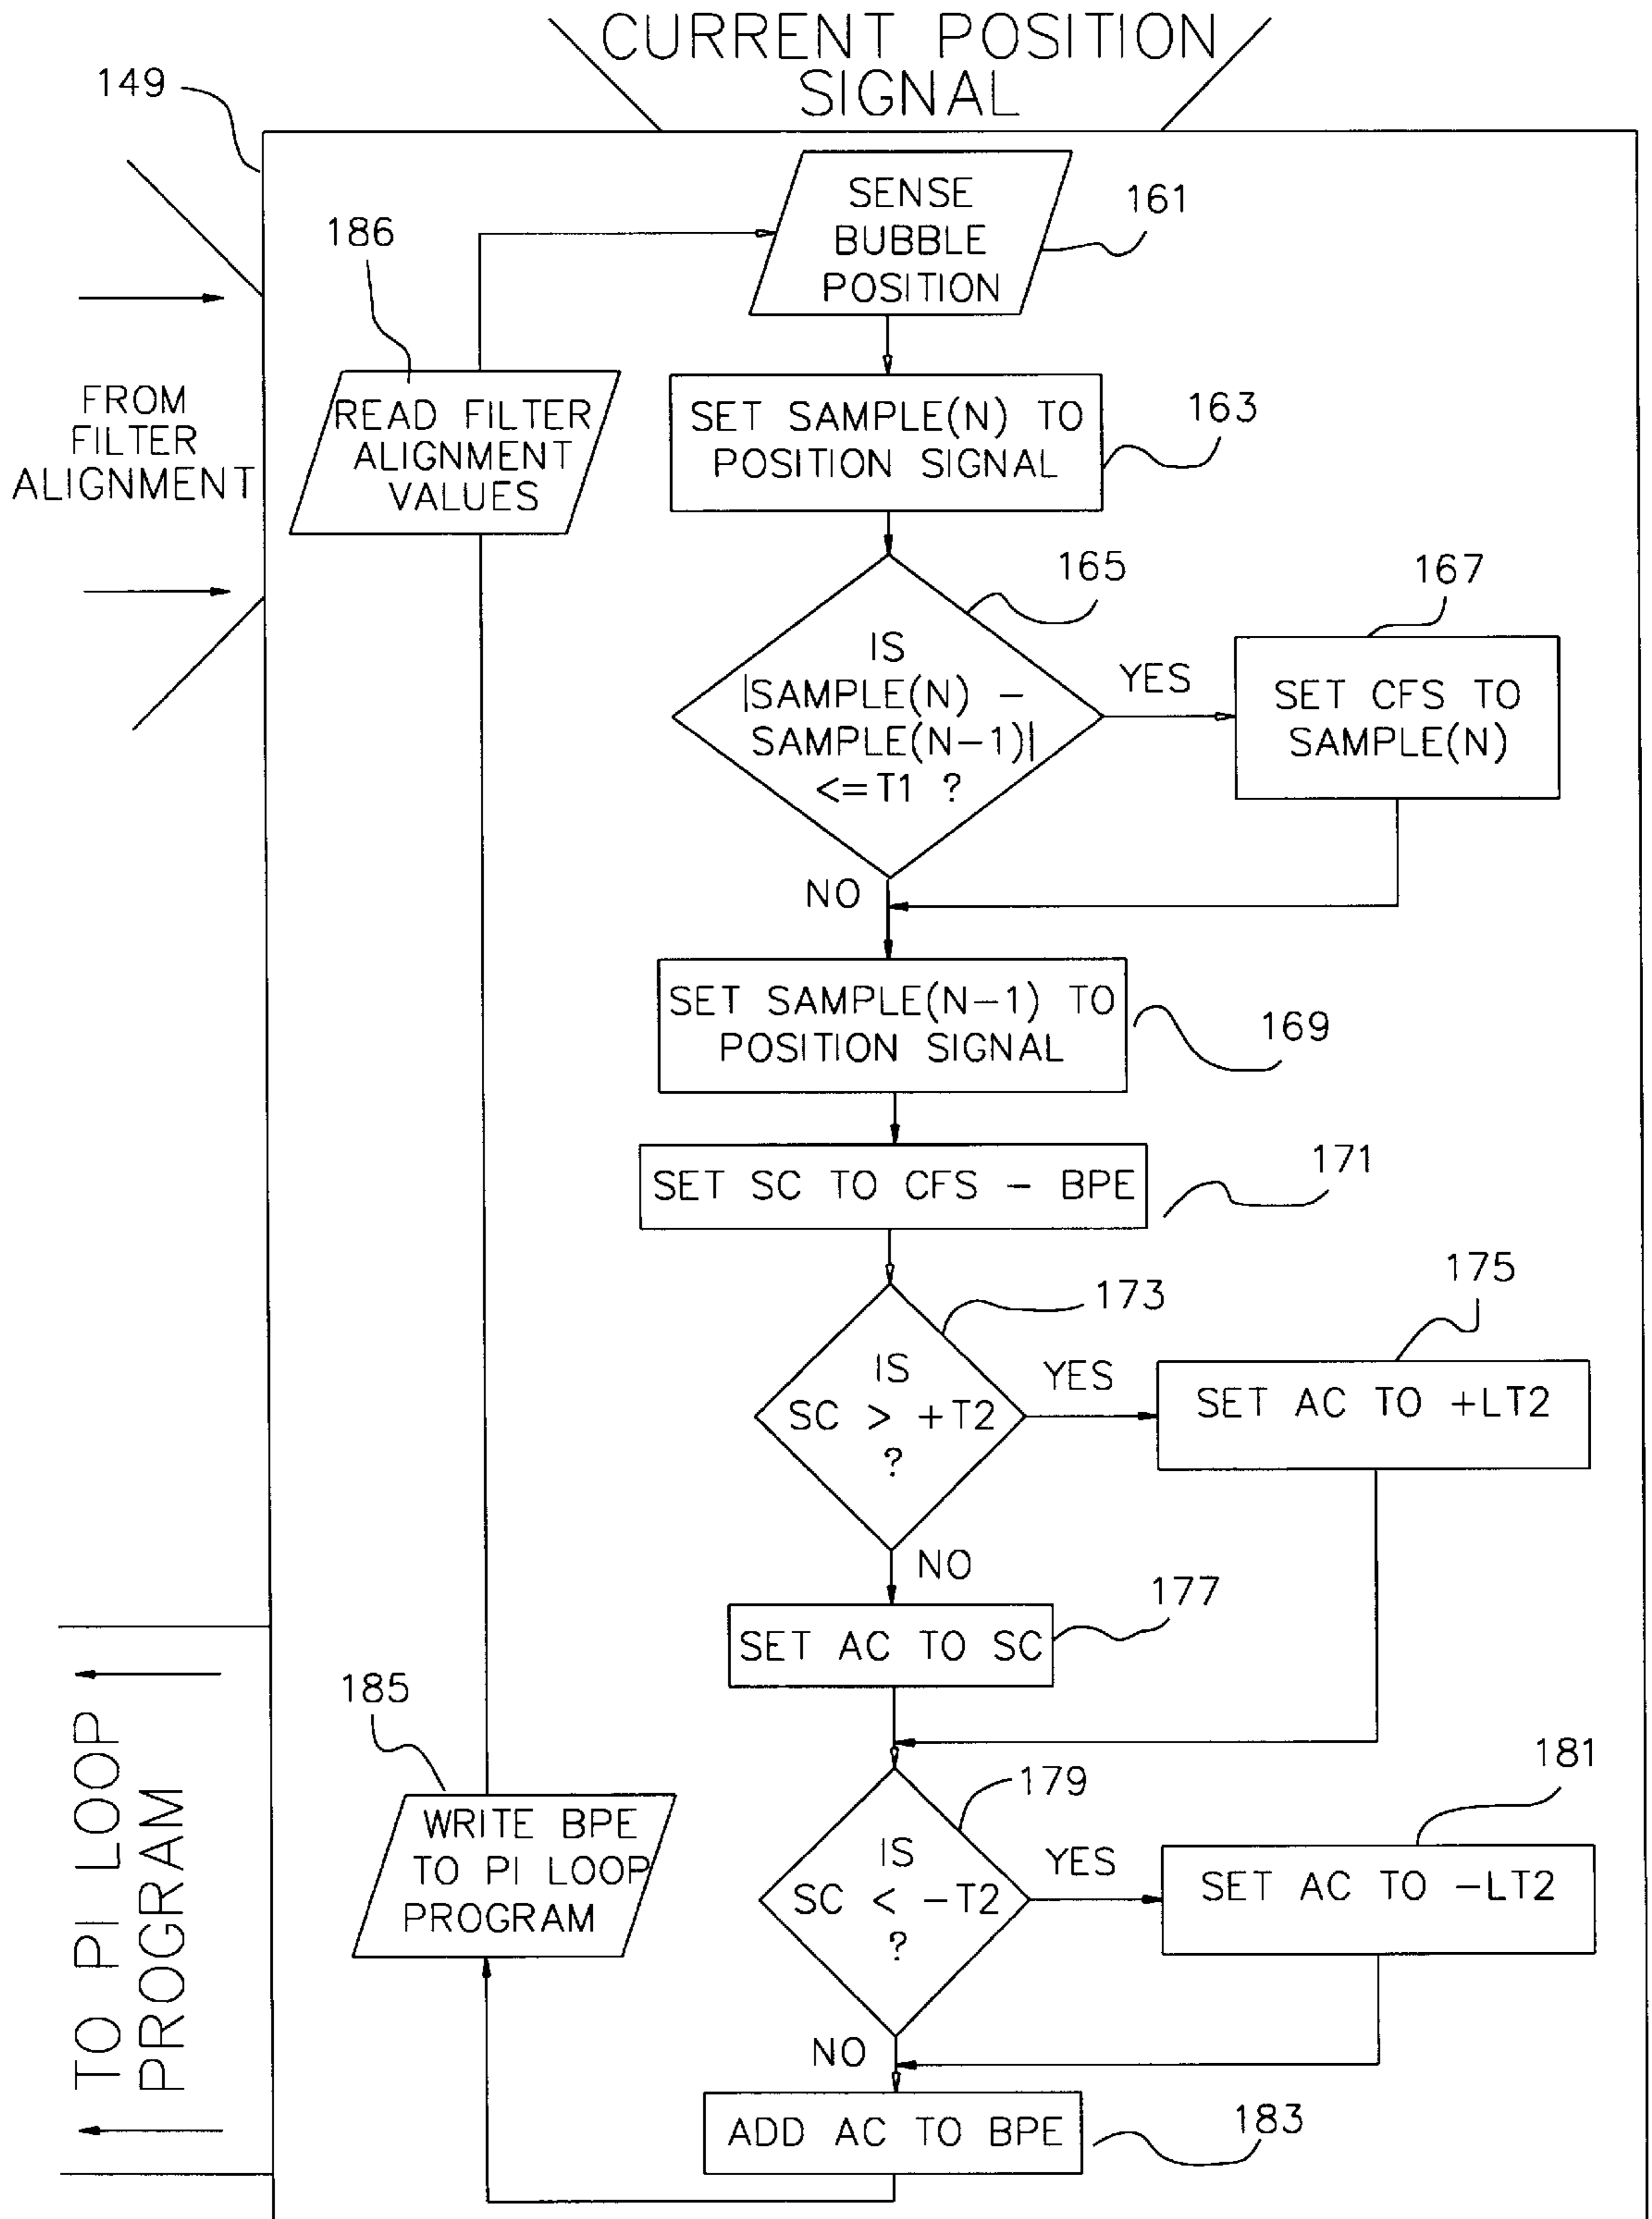 CURRENT POSITION
SIGNAL
149
SENSE
BUBBLE
POSITION
161
186
READ FILTER
ALIGNMENT
VALUES
FROM
FILTER
ALIGNMENT
SET SAMPLE(N) TO
POSITION SIGNAL
163
165
IS
|SAMPLE(N) –
SAMPLE(N–1)|
<=T1 ?
YES
167
SET CFS TO
SAMPLE(N)
NO
SET SAMPLE(N–1) TO
POSITION SIGNAL
169
SET SC TO CFS – BPE
171
173
IS
SC > +T2
?
YES
175
SET AC TO +LT2
NO
177
SET AC TO SC
179
IS
SC < –T2
?
YES
181
SET AC TO –LT2
NO
ADD AC TO BPE
183
185
WRITE BPE
TO PI LOOP
PROGRAM
TO PI LOOP
PROGRAM